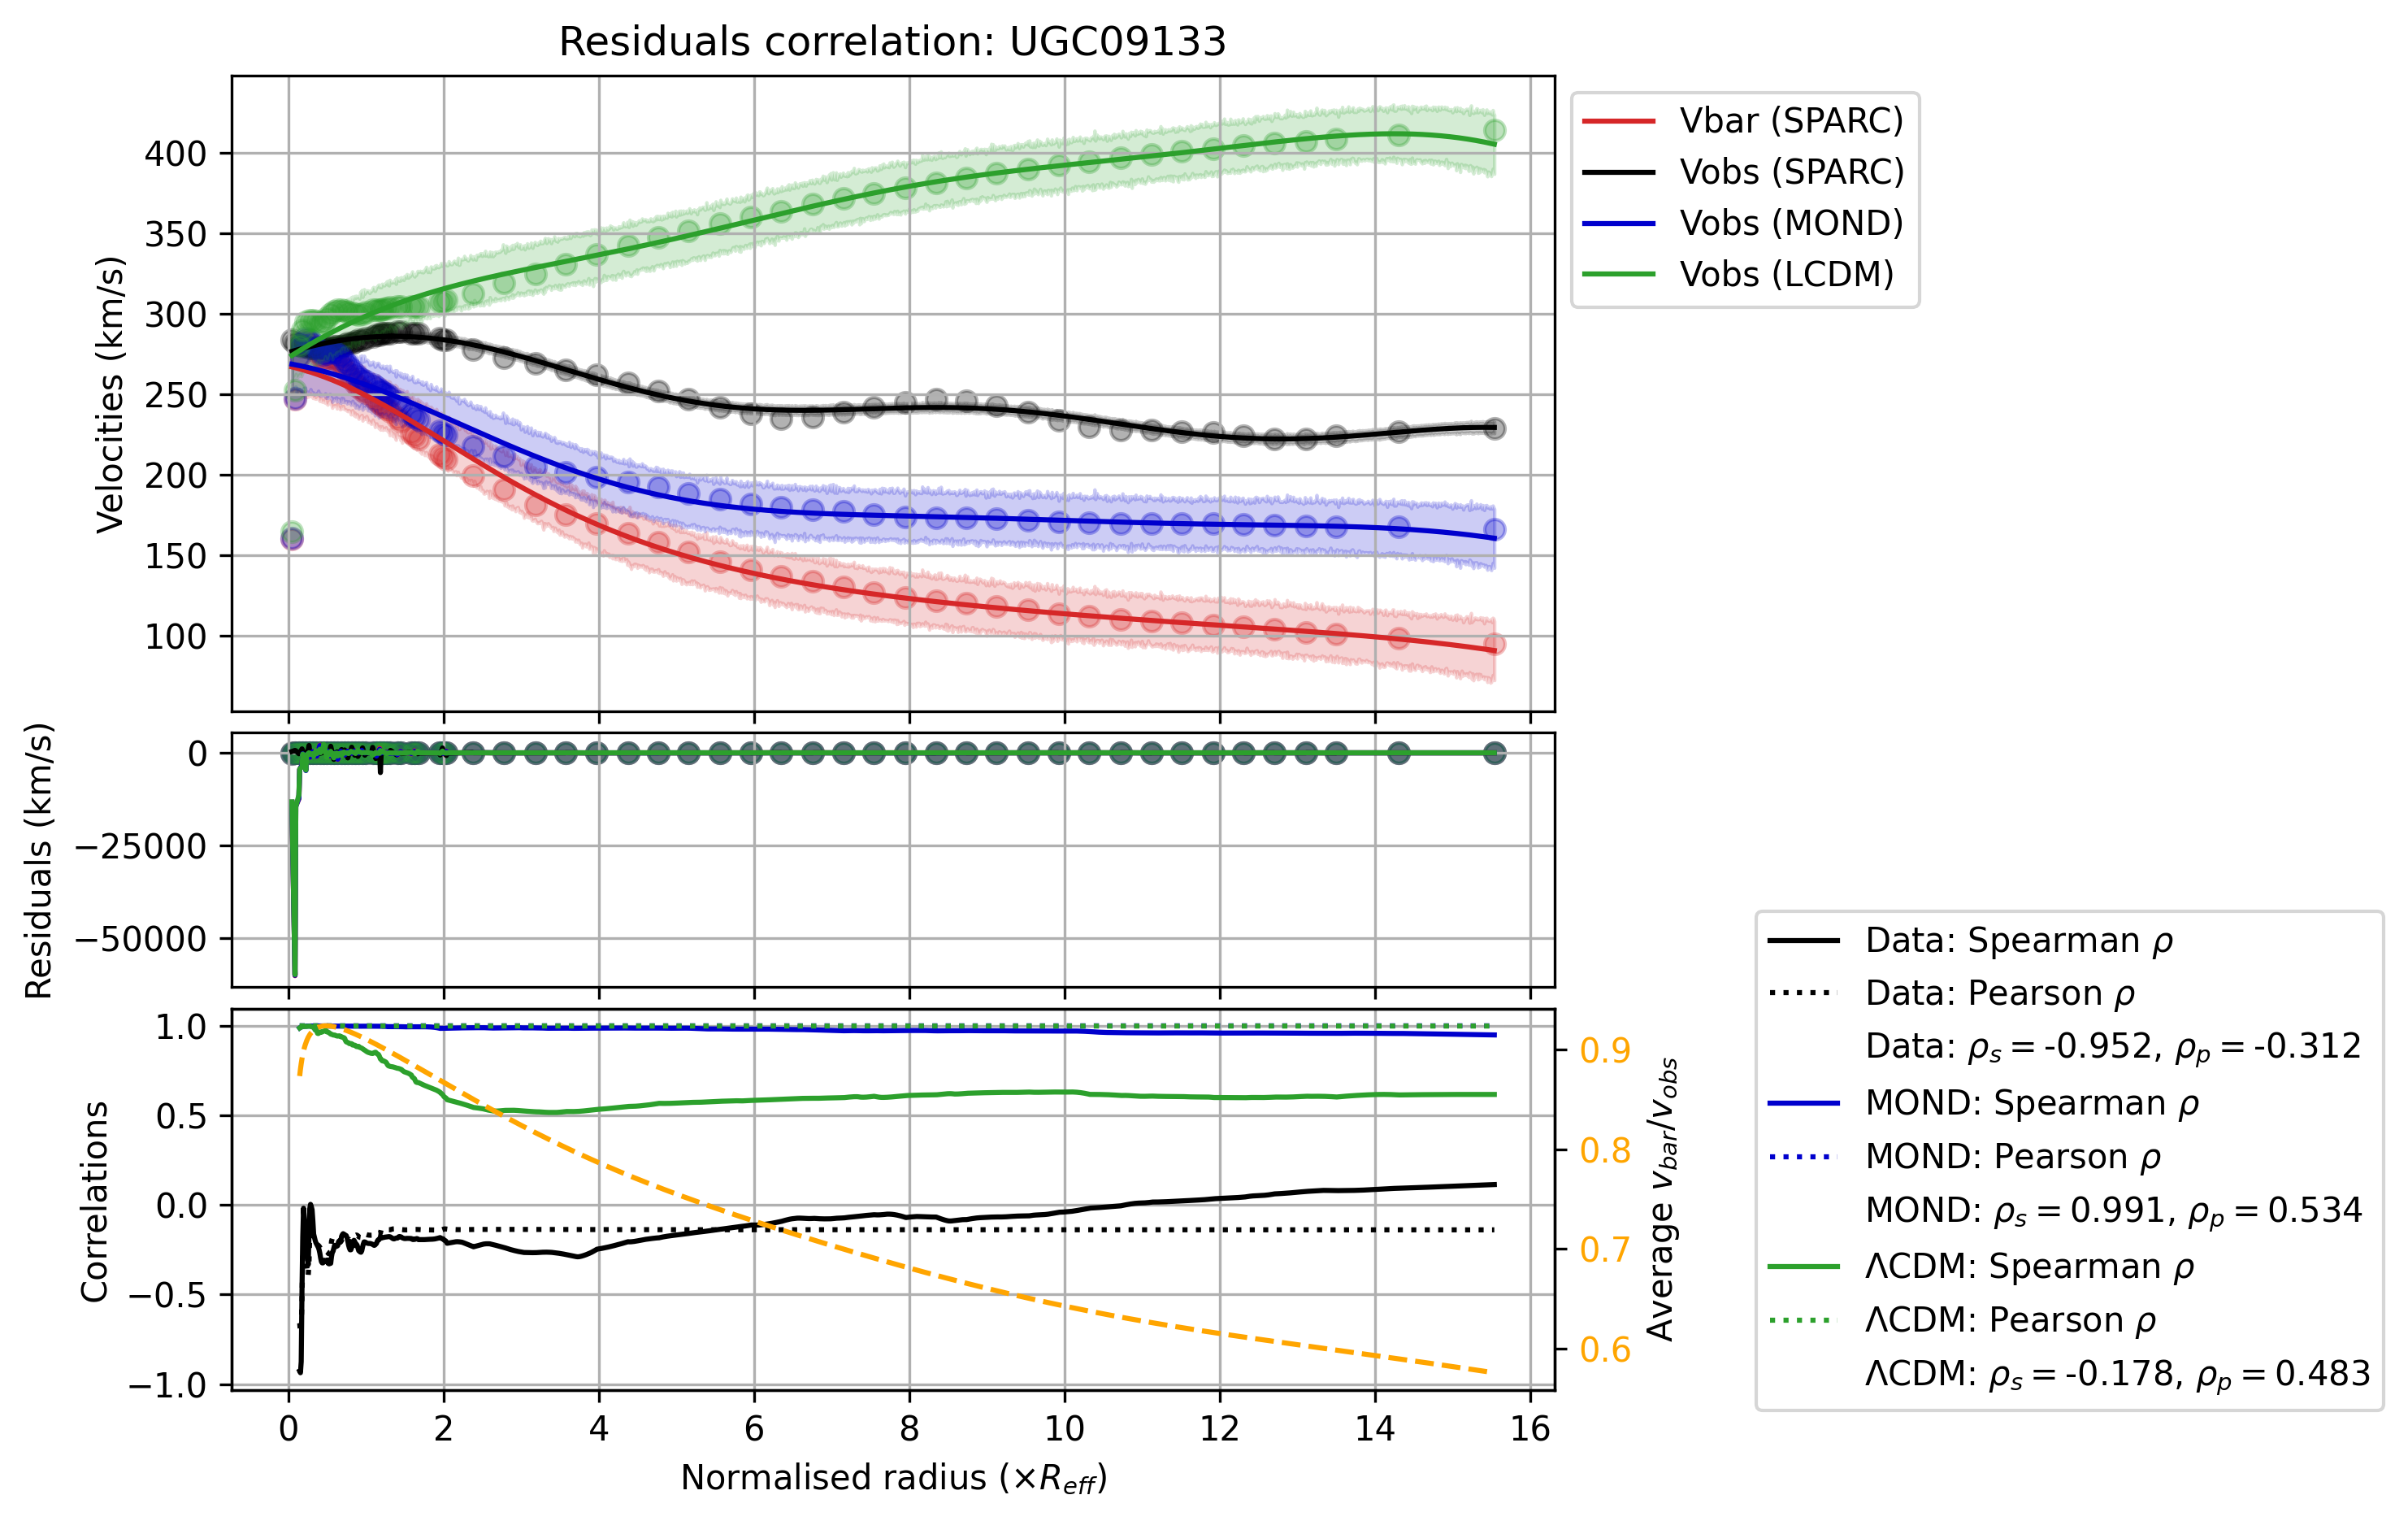 Residuals correlation: UGC09133
Velocities (km/s)
400
350
300
250
200
150
100
Vbar (SPARC)
Vobs (SPARC)
Vobs (MOND)
Vobs (LCDM)
Residuals (km/s)
0
−25000
−50000
Correlations
1.0
0.5
0.0
−0.5
−1.0
0.9
0.8
0.7
0.6
Average v_bar/v_obs
0 2 4 6 8 10 12 14 16
Normalised radius (×R_eff)
Data: Spearman ρ
Data: Pearson ρ
Data: ρ_s = -0.952, ρ_p = -0.312
MOND: Spearman ρ
MOND: Pearson ρ
MOND: ρ_s = 0.991, ρ_p = 0.534
ΛCDM: Spearman ρ
ΛCDM: Pearson ρ
ΛCDM: ρ_s = -0.178, ρ_p = 0.483